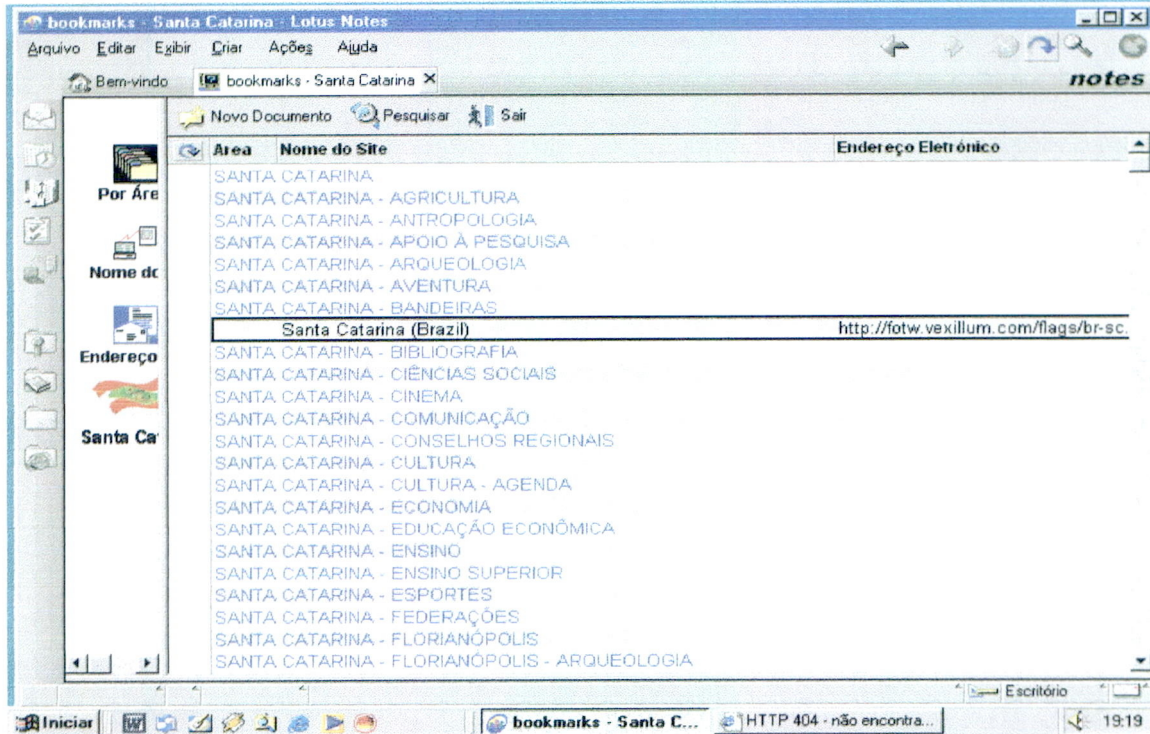 bookmarks - Santa Catarina - Lotus Notes
Arquivo Editar Exibir Criar Ações Ajuda
Bem-vindo bookmarks - Santa Catarina notes
Novo Documento Pesquisar Sair
Area Nome do Site Endereço Eletrónico
Por Áre
Nome do
Endereço
Santa Ca
SANTA CATARINA
SANTA CATARINA - AGRICULTURA
SANTA CATARINA - ANTROPOLOGIA
SANTA CATARINA - APOIO À PESQUISA
SANTA CATARINA - ARQUEOLOGIA
SANTA CATARINA - AVENTURA
SANTA CATARINA - BANDEIRAS
Santa Catarina (Brazil) http://fotw.vexillum.com/flags/br-sc.
SANTA CATARINA - BIBLIOGRAFIA
SANTA CATARINA - CIÊNCIAS SOCIAIS
SANTA CATARINA - CINEMA
SANTA CATARINA - COMUNICAÇÃO
SANTA CATARINA - CONSELHOS REGIONAIS
SANTA CATARINA - CULTURA
SANTA CATARINA - CULTURA - AGENDA
SANTA CATARINA - ECONOMIA
SANTA CATARINA - EDUCAÇÃO ECONÔMICA
SANTA CATARINA - ENSINO
SANTA CATARINA - ENSINO SUPERIOR
SANTA CATARINA - ESPORTES
SANTA CATARINA - FEDERAÇÕES
SANTA CATARINA - FLORIANÓPOLIS
SANTA CATARINA - FLORIANÓPOLIS - ARQUEOLOGIA
Escritório
Iniciar bookmarks - Santa C... HTTP 404 - não encontra... 19:19